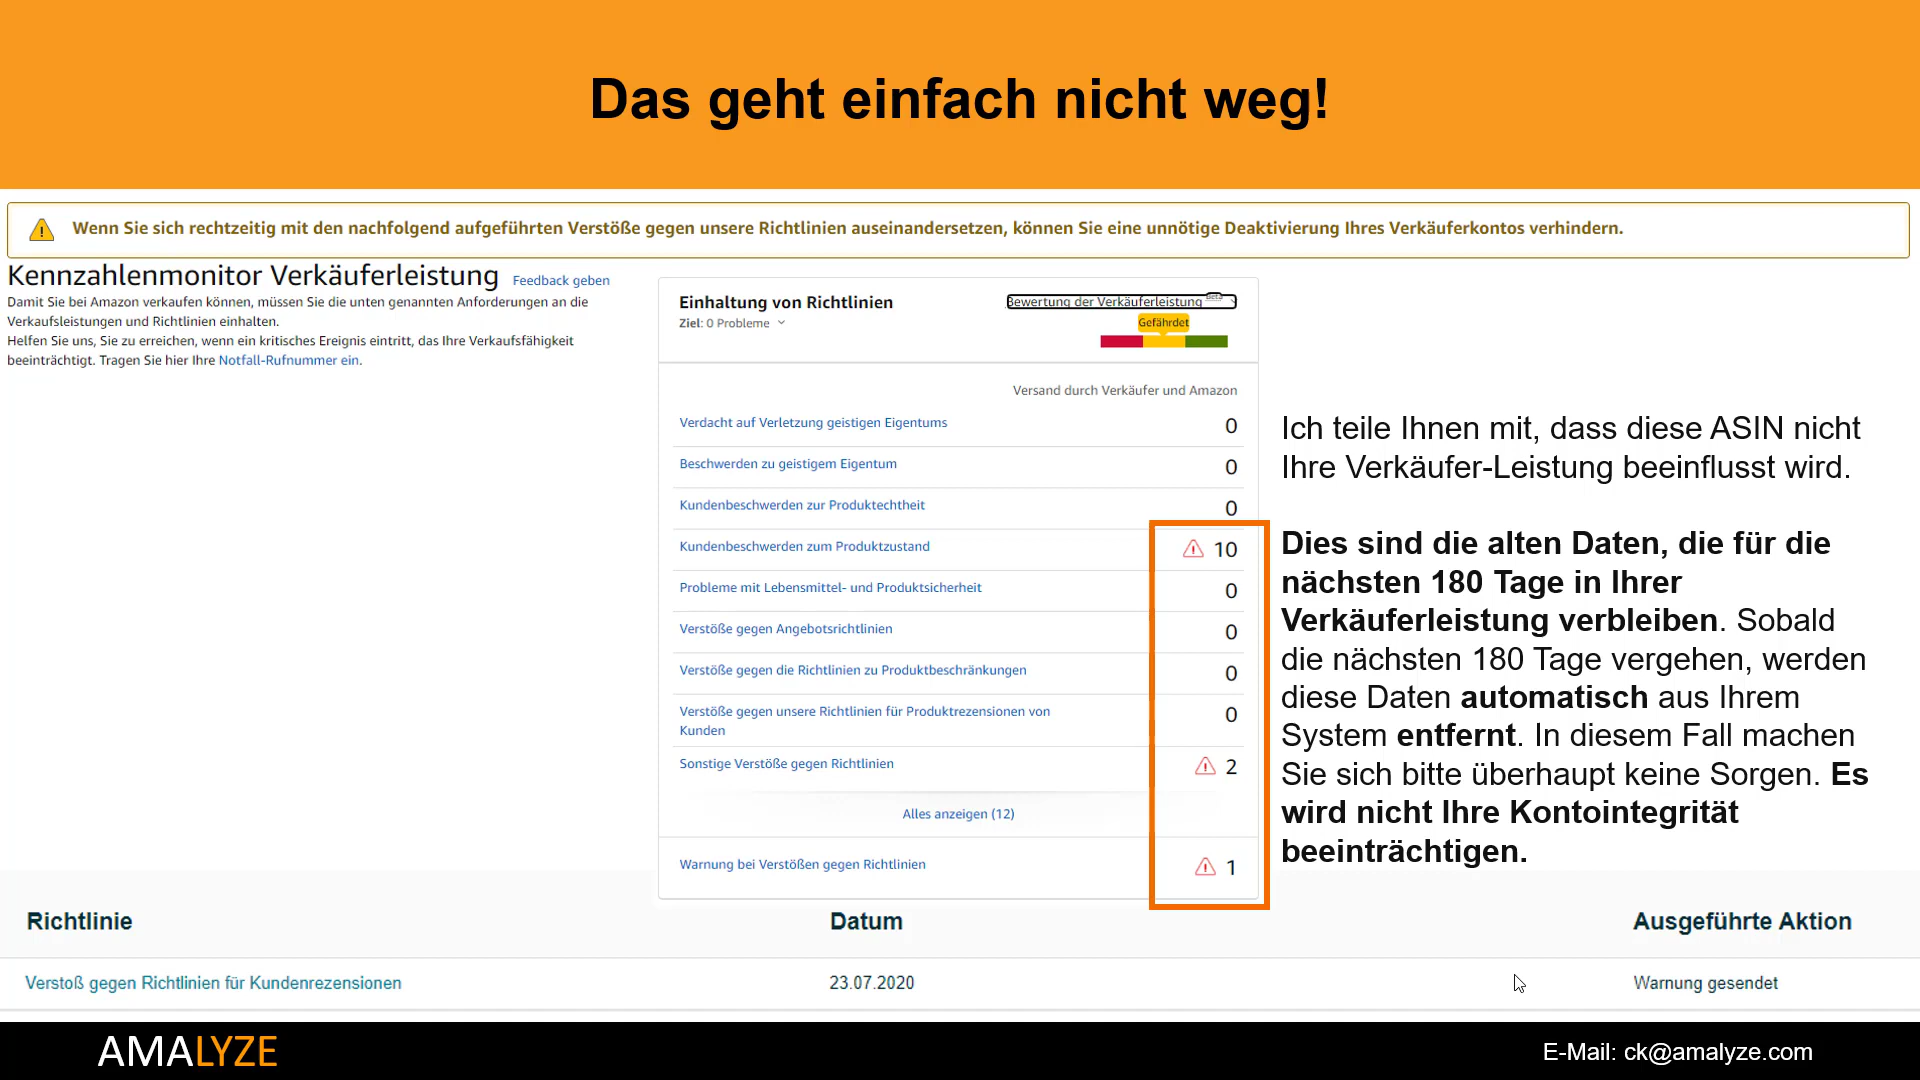 Das geht einfach nicht weg!
Wenn Sie sich rechtzeitig mit den nachfolgend aufgeführten Verstöße gegen unsere Richtlinien auseinandersetzen, können Sie eine unnötige Deaktivierung Ihres Verkäuferkontos verhindern.
Kennzahlenmonitor Verkäuferleistung Feedback geben
Damit Sie bei Amazon verkaufen können, müssen Sie die unten genannten Anforderungen an die
Verkaufsleistungen und Richtlinien einhalten.
Helfen Sie uns, Sie zu erreichen, wenn ein kritisches Ereignis eintritt, das Ihre Verkaufsfähigkeit
beeinträchtigt. Tragen Sie hier Ihre Notfall-Rufnummer ein.
Einhaltung von Richtlinien
Ziel: 0 Probleme
Bewertung der Verkäuferleistung Beta
Gefährdet
Versand durch Verkäufer und Amazon
Verdacht auf Verletzung geistigen Eigentums 0
Beschwerden zu geistigem Eigentum 0
Kundenbeschwerden zur Produktechtheit 0
Kundenbeschwerden zum Produktzustand 10
Probleme mit Lebensmittel- und Produktsicherheit 0
Verstöße gegen Angebotsrichtlinien 0
Verstöße gegen die Richtlinien zu Produktbeschränkungen 0
Verstöße gegen unsere Richtlinien für Produktrezensionen von 0
Kunden
Sonstige Verstöße gegen Richtlinien 2
Alles anzeigen (12)
Warnung bei Verstößen gegen Richtlinien 1
Ich teile Ihnen mit, dass diese ASIN nicht
Ihre Verkäufer-Leistung beeinflusst wird.
Dies sind die alten Daten, die für die
nächsten 180 Tage in Ihrer
Verkäuferleistung verbleiben. Sobald
die nächsten 180 Tage vergehen, werden
diese Daten automatisch aus Ihrem
System entfernt. In diesem Fall machen
Sie sich bitte überhaupt keine Sorgen. Es
wird nicht Ihre Kontointegrität
beeinträchtigen.
Richtlinie Datum Ausgeführte Aktion
Verstoß gegen Richtlinien für Kundenrezensionen 23.07.2020 Warnung gesendet
AMALYZE
E-Mail: ck@amalyze.com